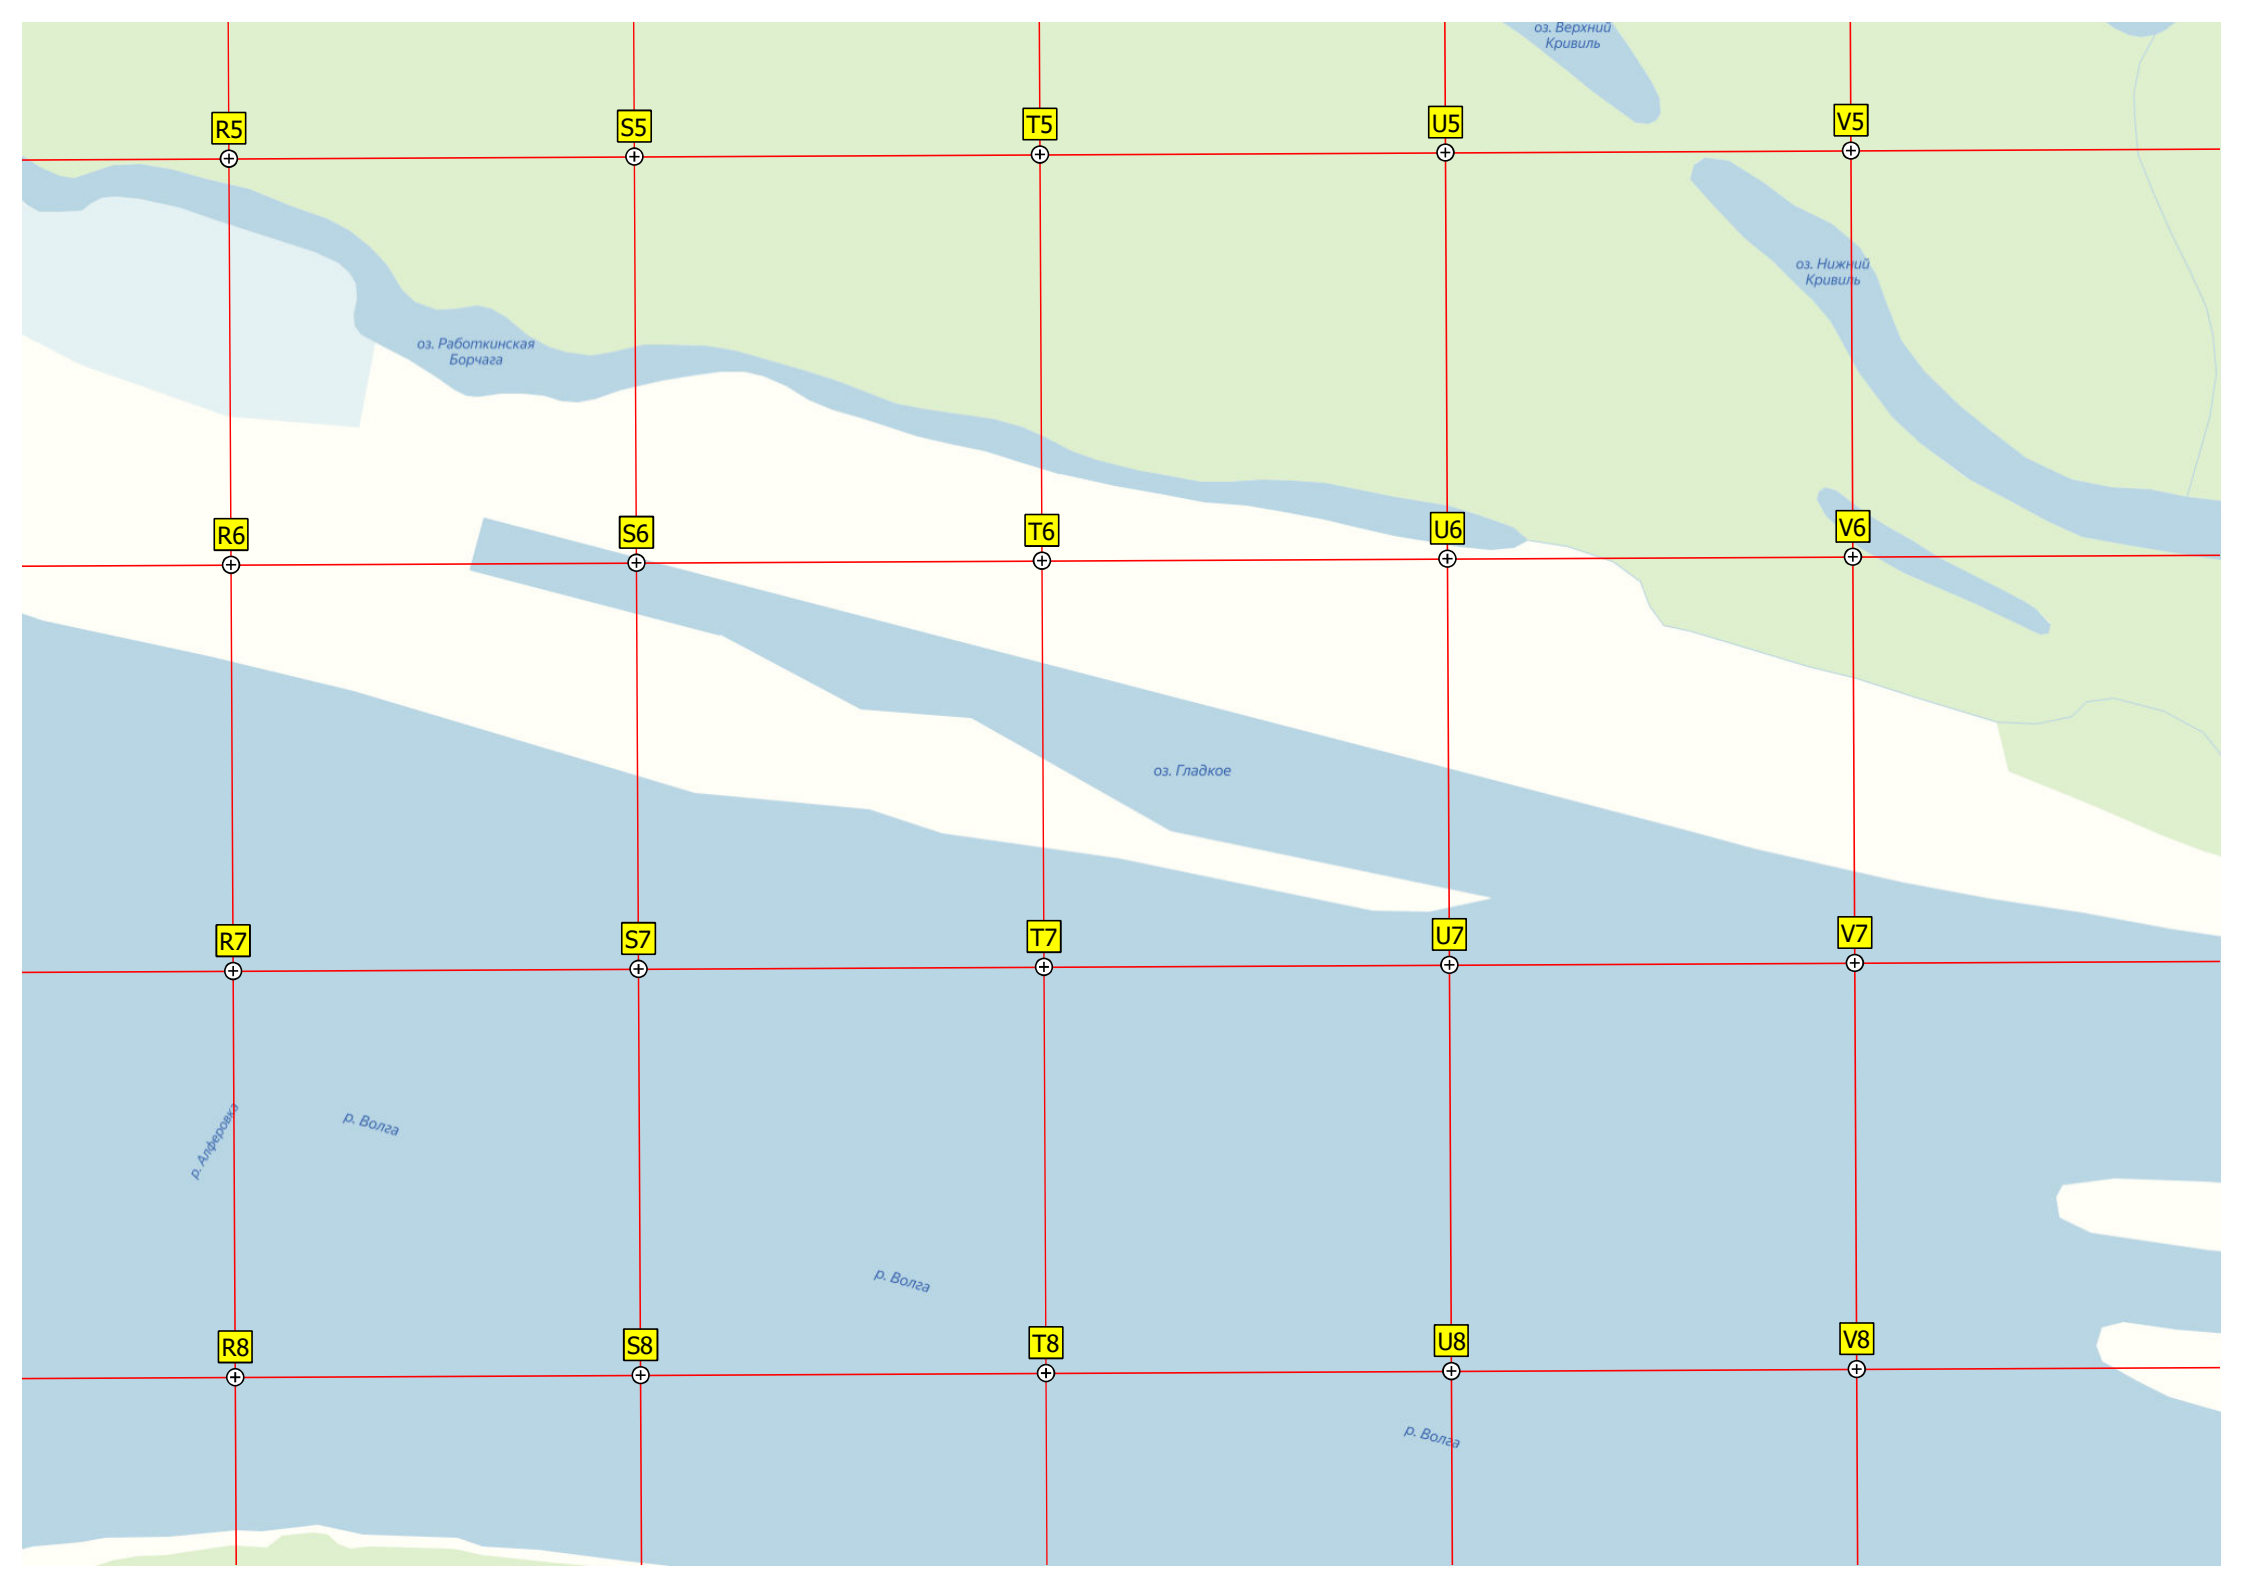 оз. Верхний
Кривиль
R5
S5
T5
U5
V5
оз. Нижний
Кривиль
оз. Работкинская
Борчага
R6
S6
T6
U6
V6
оз. Гладкое
R7
S7
T7
U7
V7
р. Алферовка
р. Волга
р. Волга
R8
S8
T8
U8
V8
р. Волга